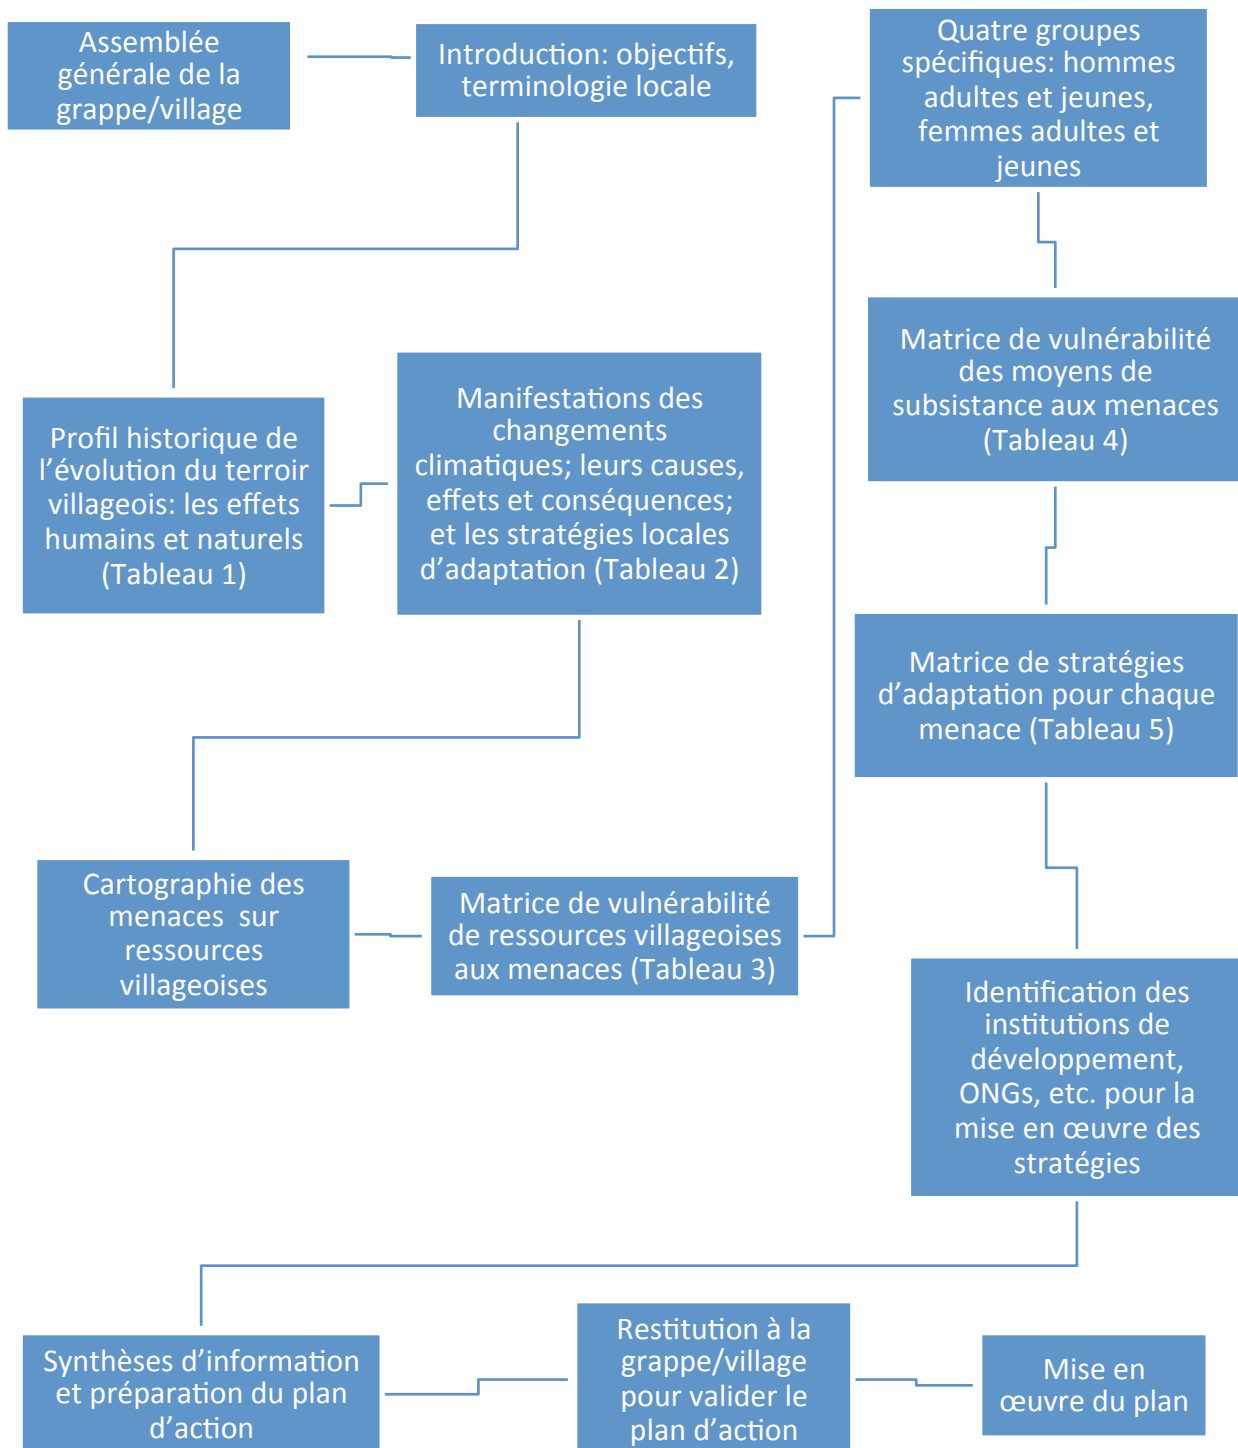 Assemblée
générale de la
grappe/village
Introduction: objectifs,
terminologie locale
Profil historique de
l’évolution du terroir
villageois: les effets
humains et naturels
(Tableau 1)
Manifestations des
changements
climatiques; leurs causes,
effets et conséquences;
et les stratégies locales
d’adaptation (Tableau 2)
Cartographie des
menaces sur
ressources
villageoises
Matrice de vulnérabilité
de ressources villageoises
aux menaces (Tableau 3)
Quatre groupes
spécifiques: hommes
adultes et jeunes,
femmes adultes et
jeunes
Matrice de vulnérabilité
des moyens de
subsistance aux menaces
(Tableau 4)
Matrice de stratégies
d’adaptation pour chaque
menace (Tableau 5)
Identification des
institutions de
développement,
ONGs, etc. pour la
mise en œuvre des
stratégies
Synthèses d’information
et préparation du plan
d’action
Restitution à la
grappe/village
pour valider le
plan d’action
Mise en
œuvre du plan